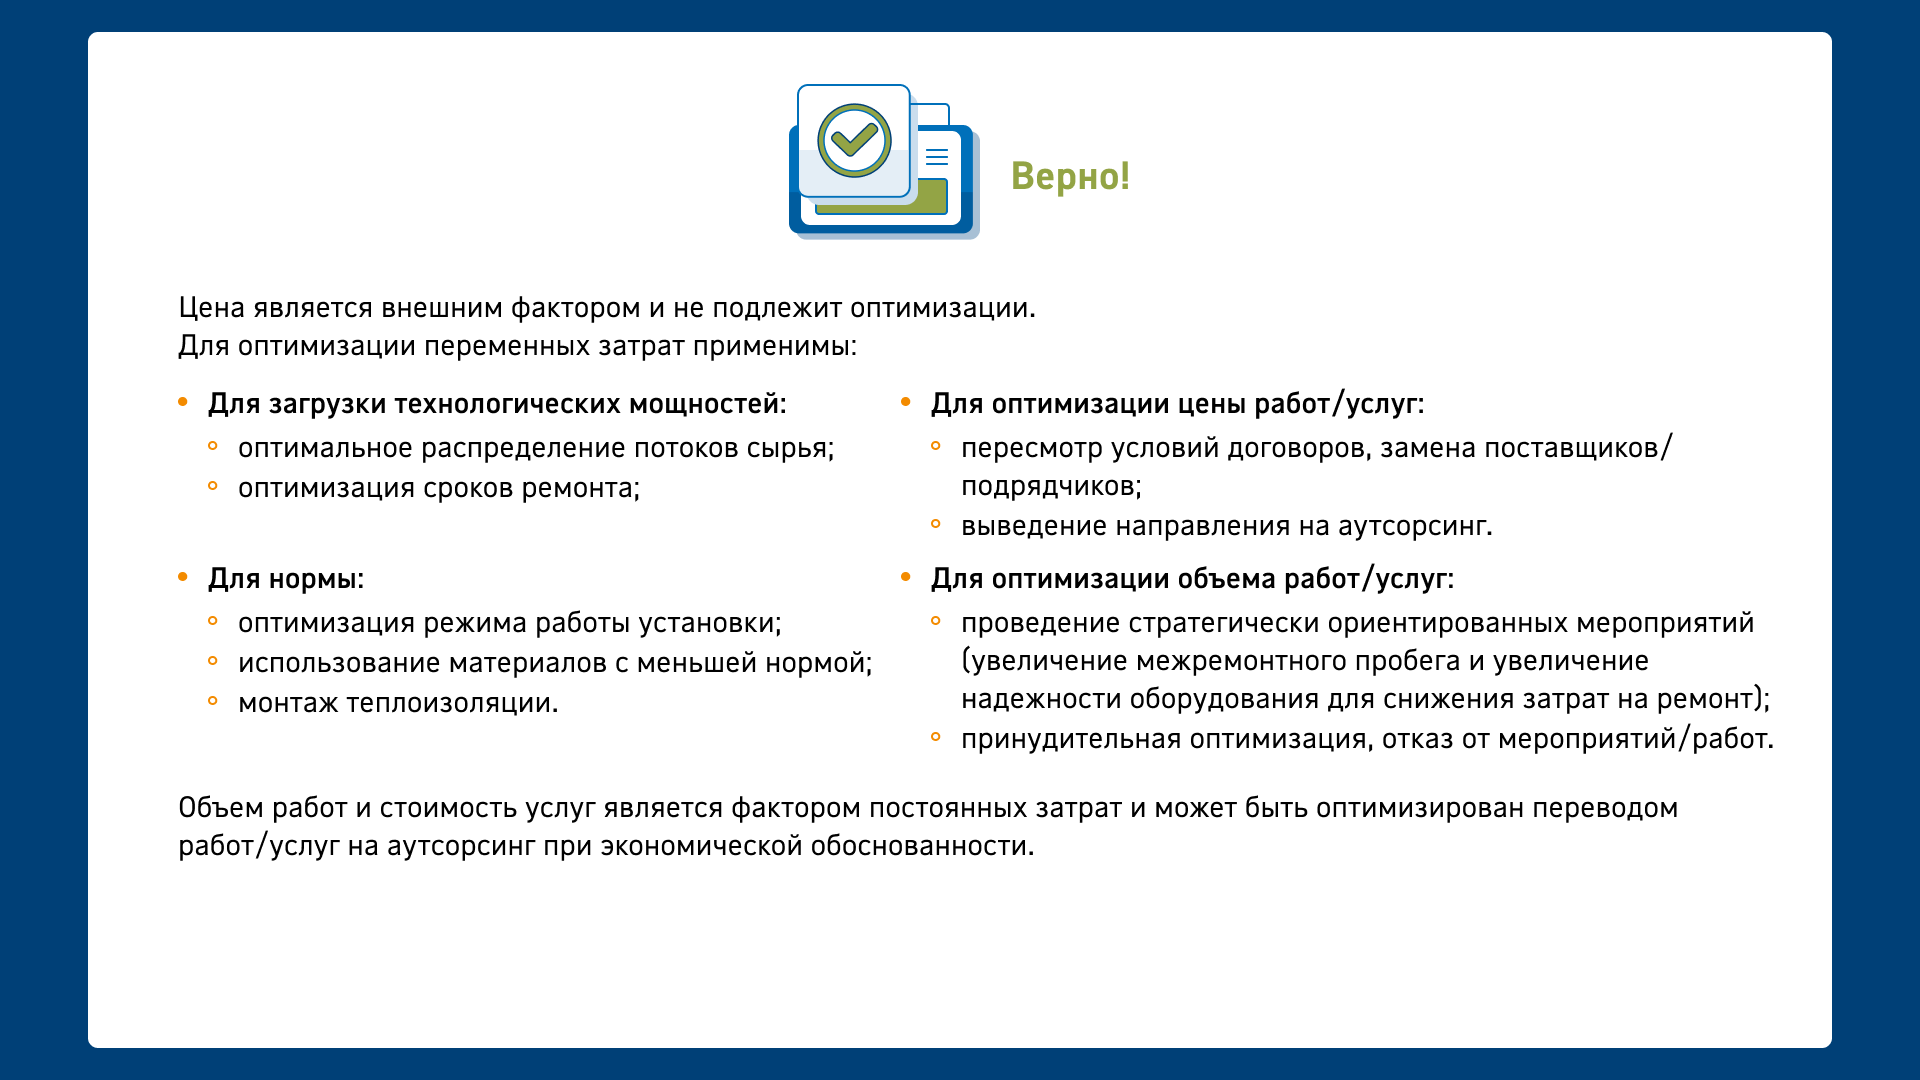 Верно!
Цена является внешним фактором и не подлежит оптимизации.
Для оптимизации переменных затрат применимы:
Для загрузки технологических мощностей:
оптимальное распределение потоков сырья;
оптимизация сроков ремонта;
Для нормы:
оптимизация режима работы установки;
использование материалов с меньшей нормой;
монтаж теплоизоляции.
Для оптимизации цены работ/услуг:
пересмотр условий договоров, замена поставщиков/
подрядчиков;
выведение направления на аутсорсинг.
Для оптимизации объема работ/услуг:
проведение стратегически ориентированных мероприятий
(увеличение межремонтного пробега и увеличение
надежности оборудования для снижения затрат на ремонт);
принудительная оптимизация, отказ от мероприятий/работ.
Объем работ и стоимость услуг является фактором постоянных затрат и может быть оптимизирован переводом
работ/услуг на аутсорсинг при экономической обоснованности.